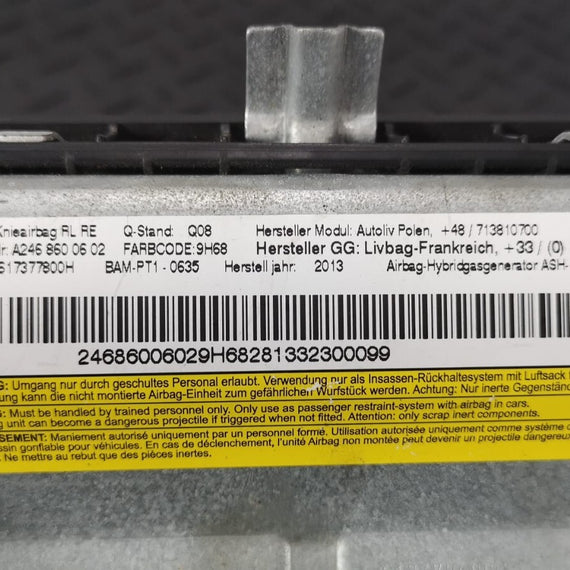 Knieairbag RL RE Q-Stand: Q08 Hersteller Modul: Autoliv Polen, +48 / 713810700
A246 860 06 02 FARBCODE:9H68 Hersteller GG: Livbag-Frankreich, +33 / (0)
617377800H BAM-PT1 - 0635 Herstell jahr: 2013 Airbag-Hybridgasgenerator ASH-
24686006029H68281332300099
G: Umgang nur durch geschultes Personal erlaubt. Verwendung nur als Insassen-Rückhaltesystem mit Luftsack f
ung kann die nicht montierte Airbag-Einheit zum gefährlichen Wurfstück werden. Achtung: Nur inerte Gegenständ
G: Must be handled by trained personnel only. Only use as passenger restraint-system with airbag in cars.
g unit can become a dangerous projectile if triggered when not fitted. Attention: only scrap inert components.
SSEMENT: Maniement autorisé uniquement par un personnel formé. Utilisation autorisée uniquement comme système d
ssin gonflable pour véhicules. En cas de déclenchement, l'unité Airbag non montée peut devenir un projectile dangereux
. Ne mettre au rebut que des pièces inertes.